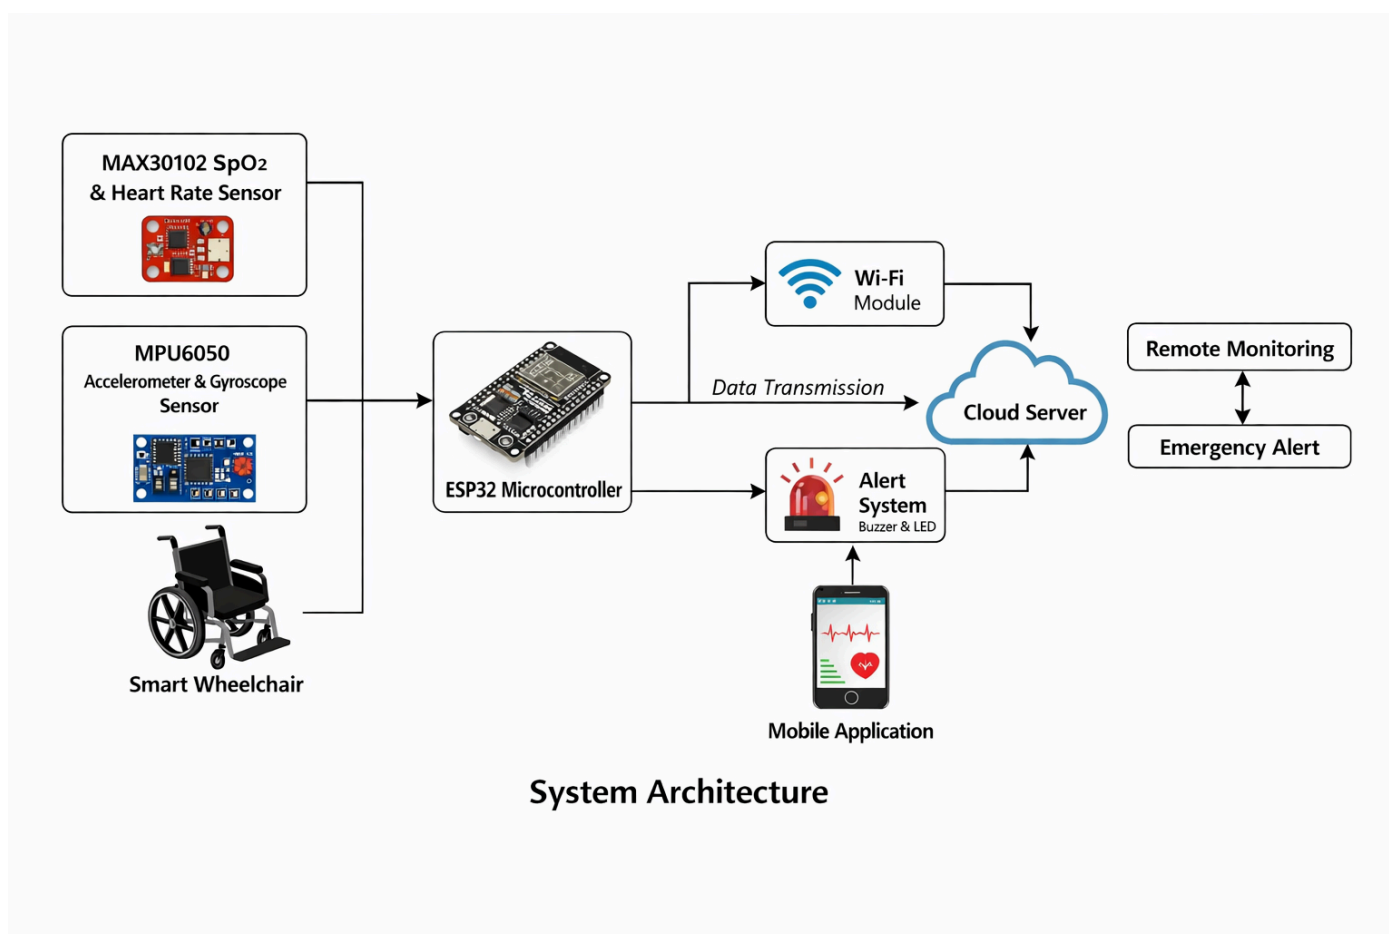 MAX30102 SpO2
& Heart Rate Sensor
MPU6050
Accelerometer & Gyroscope
Sensor
Smart Wheelchair
ESP32 Microcontroller
Wi-Fi
Module
Data Transmission
Alert
System
Buzzer & LED
Mobile Application
Cloud Server
Remote Monitoring
Emergency Alert
System Architecture